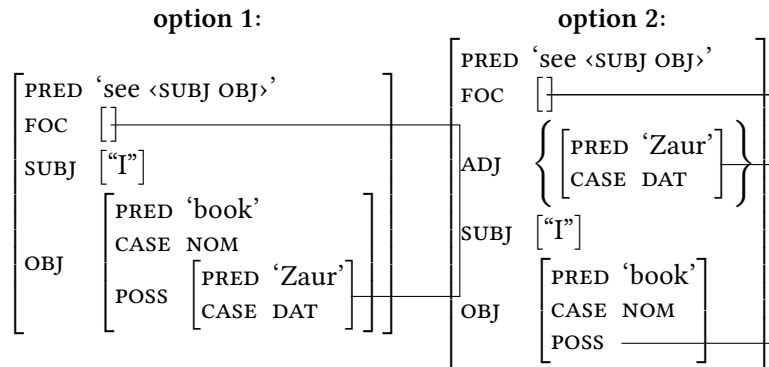 option 1:
PRED ‘see ‹SUBJ OBJ›’
FOC []
SUBJ [“I”]
OBJ
PRED ‘book’
CASE NOM
POSS
PRED ‘Zaur’
CASE DAT
option 2:
PRED ‘see ‹SUBJ OBJ›’
FOC []
ADJ
PRED ‘Zaur’
CASE DAT
SUBJ [“I”]
OBJ
PRED ‘book’
CASE NOM
POSS